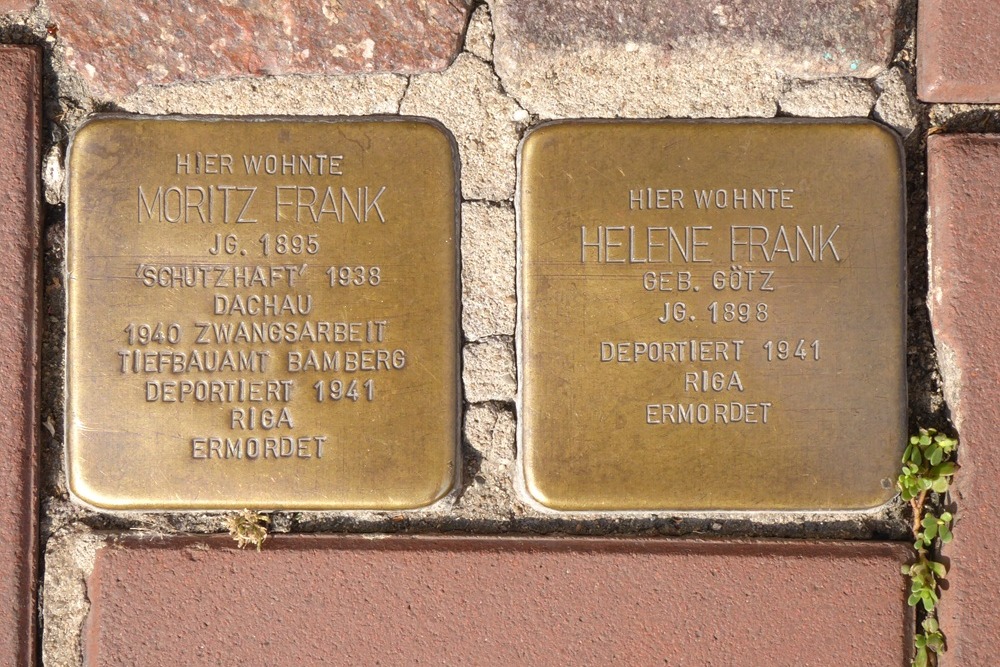 HIER WOHNTE
MORITZ FRANK
JG. 1895
'SCHUTZHAFT' 1938
DACHAU
1940 ZWANGSARBEIT
TIEFBAUAMT BAMBERG
DEPORTIERT 1941
RIGA
ERMORDET
HIER WOHNTE
HELENE FRANK
GEB. GÖTZ
JG. 1898
DEPORTIERT 1941
RIGA
ERMORDET